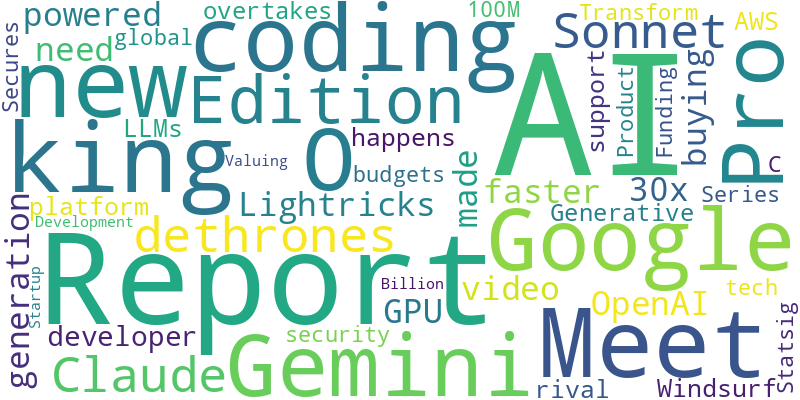 powered
overtakes
100M
Transform
Secures
need
global
coding
Sonnet
AWS
new
Edition
AI
support
Product
Funding
buying
Pro
LLMs
happens
king
O
Valuing
budgets
C
platform
Lightricks
made
faster
30x
Series
Generative
Development
dethrones
Google
generation
Startup
Report
Billion
GPU
video
OpenAI
tech
developer
security
Meet
Statsig
Claude
Gemini
rival
Windsurf